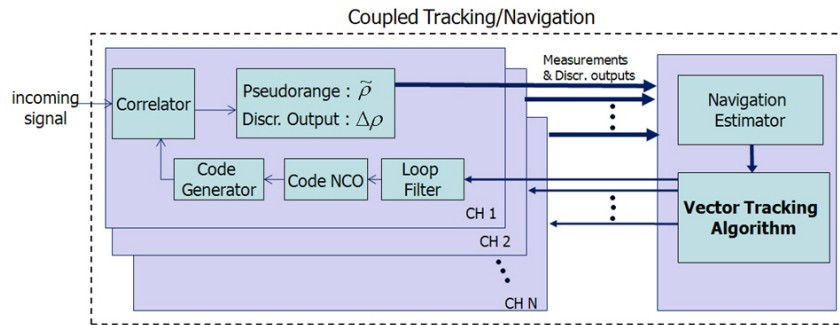 Coupled Tracking/Navigation
incoming
signal
Correlator
Pseudorange : ρ̃
Discr. Output : Δρ
Code
Generator
Code NCO
Loop
Filter
CH 1
CH 2
CH N
Measurements
& Discr. outputs
Navigation
Estimator
Vector Tracking
Algorithm